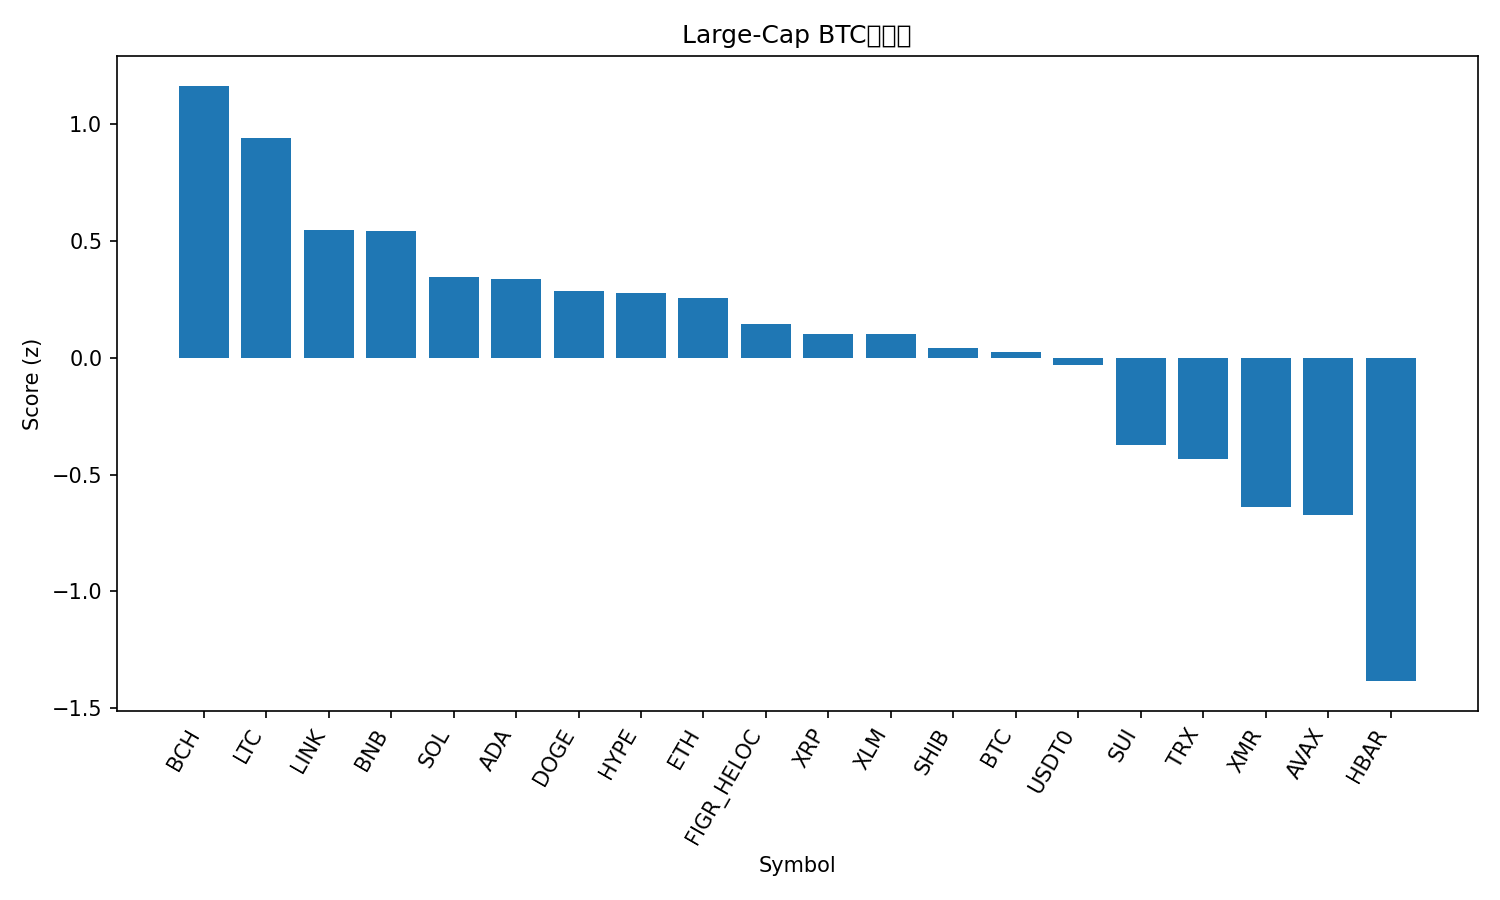 Large-Cap BTC
1.0
0.5
0.0
−0.5
−1.0
−1.5
Score (z)
BCH
LTC
LINK
BNB
SOL
ADA
DOGE
HYPE
ETH
FIGR_HELOC
XRP
XLM
SHIB
BTC
USDT0
SUI
TRX
XMR
AVAX
HBAR
Symbol